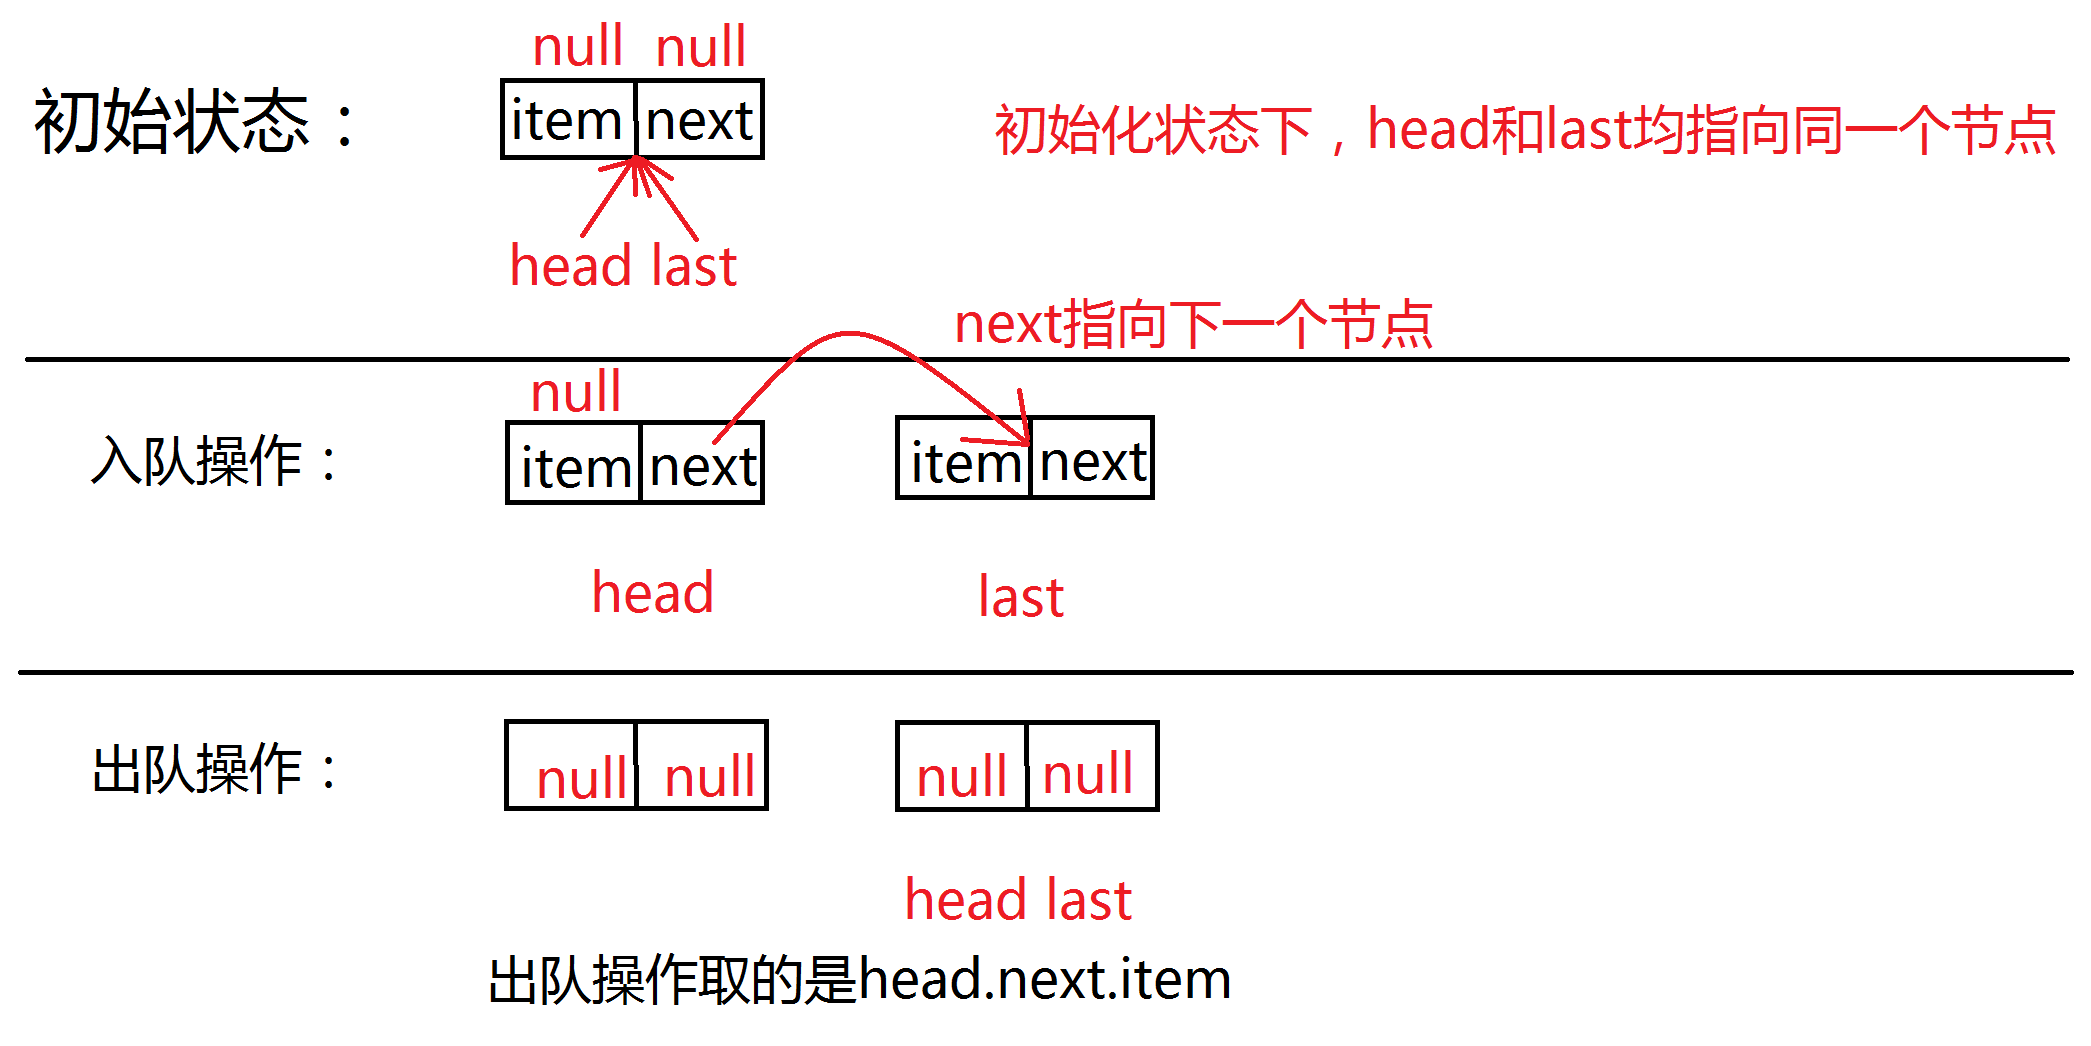 null null
初始状态：
item next
初始化状态下，head和last均指向同一个节点
head last
next指向下一个节点
null
入队操作：
item next
item next
head
last
出队操作：
null null
null null
head last
出队操作取的是head.next.item